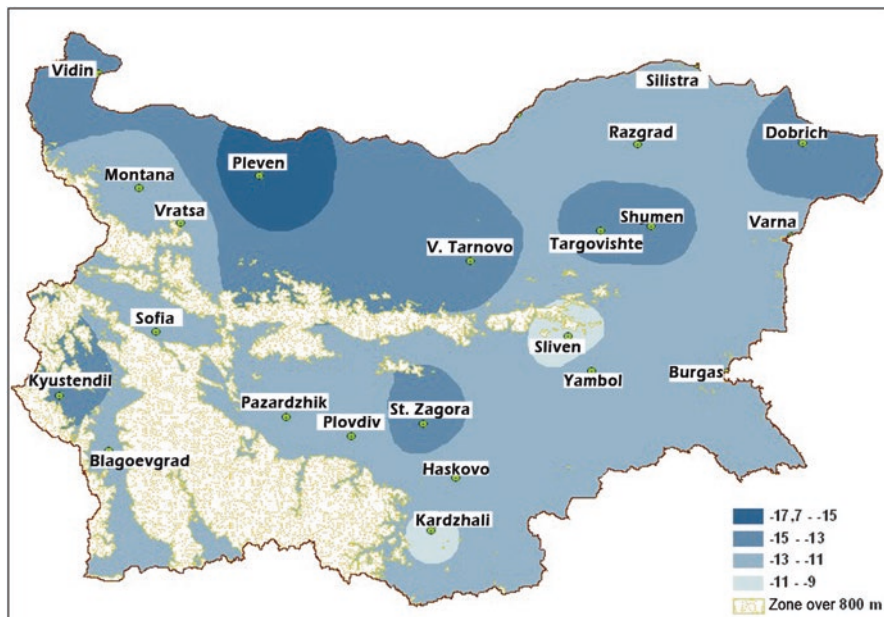 Vidin
Silistra
Razgrad
Dobrich
Pleven
Montana
Vratsa
Shumen
Varna
Targovishte
V. Tarnovo
Sofia
Sliven
Kyustendil
Yambol
Burgas
Pazardzhik
St. Zagora
Plovdiv
Blagoevgrad
Haskovo
Kardzhali
-17,7 - -15
-15 - -13
-13 - -11
-11 - -9
Zone over 800 m